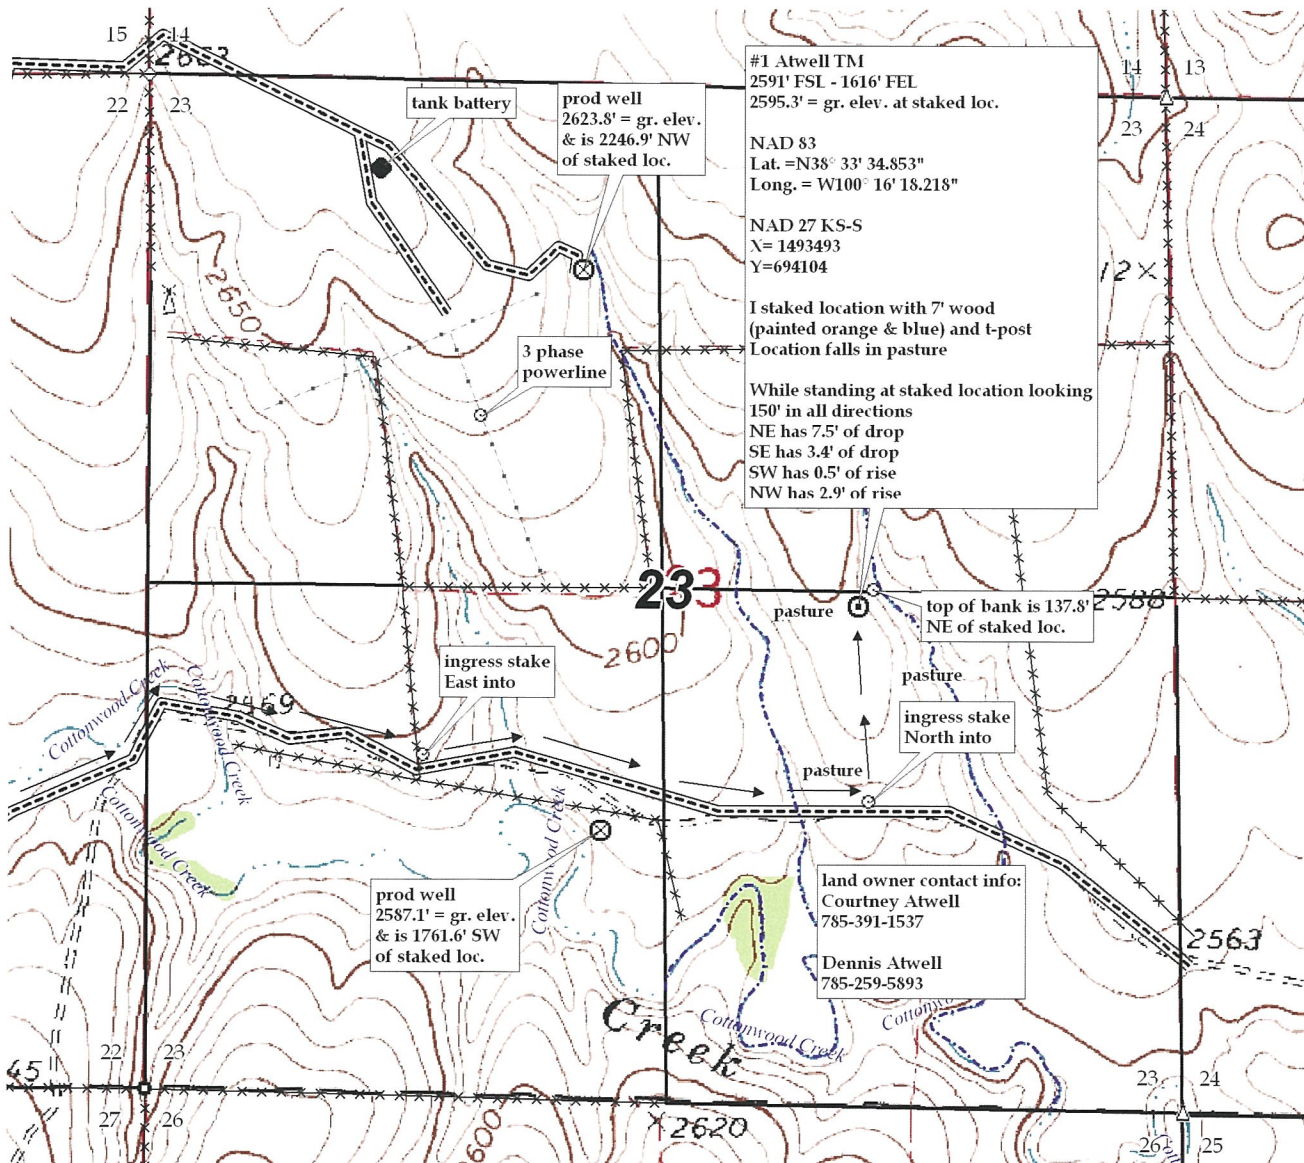 15 14
2653
22 23
14 13
23 24
tank battery
prod well
2623.8' = gr. elev.
& is 2246.9' NW
of staked loc.
#1 Atwell TM
2591' FSL - 1616' FEL
2595.3' = gr. elev. at staked loc.
NAD 83
Lat. =N38° 33' 34.853"
Long. = W100° 16' 18.218"
NAD 27 KS-S
X= 1493493
Y=694104
I staked location with 7' wood
(painted orange & blue) and t-post
Location falls in pasture
While standing at staked location looking
150' in all directions
NE has 7.5' of drop
SE has 3.4' of drop
SW has 0.5' of rise
NW has 2.9' of rise
12
2650
3 phase
powerline
23
2588
pasture
top of bank is 137.8'
NE of staked loc.
2600
ingress stake
East into
pasture
Cottonwood Creek
Cottonwood Creek
2469
ingress stake
North into
pasture
Cottonwood Creek
Cottonwood Creek
prod well
2587.1' = gr. elev.
& is 1761.6' SW
of staked loc.
land owner contact info:
Courtney Atwell
785-391-1537
Dennis Atwell
785-259-5893
2563
Creek
Cottonwood Creek
22 23
45
27 26
23 24
26 25
2600
2620